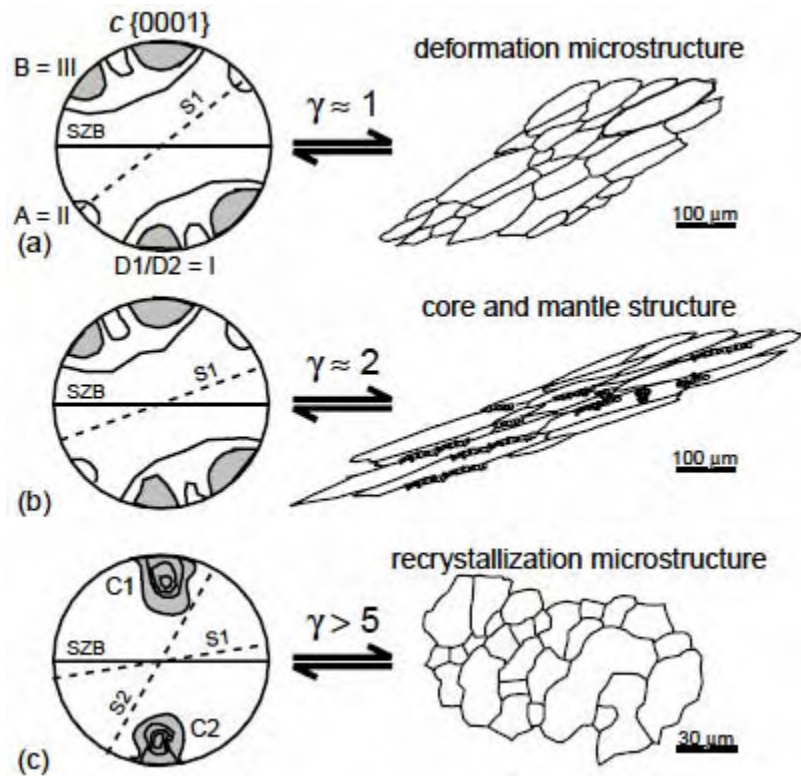 c {0001}
deformation microstructure
B = III
S1
SZB
γ ≈ 1
A = II
(a)
D1/D2 = I
100 μm
core and mantle structure
S1
SZB
γ ≈ 2
(b)
100 μm
recrystallization microstructure
C1
S1
SZB
γ > 5
S2
C2
(c)
30 μm